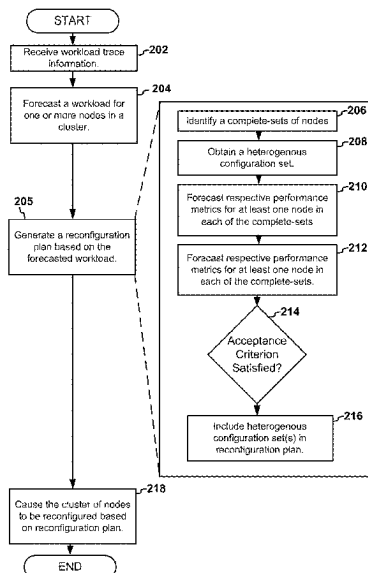 START
202
Receive workload trace
information.
204
Forecast a workload for
one or more nodes in a
cluster.
205
Generate a reconfiguration
plan based on the
forecasted workload.
206
Identify a complete-sets of nodes
208
Obtain a heterogenous
configuration set.
210
Forecast respective performance
metrics for at least one node in
each of the complete-sets
212
Forecast respective performance
metrics for at least one node in
each of the complete-sets.
214
Acceptance
Criterion
Satisfied?
216
Include heterogenous
configuration set(s) in
reconfiguration plan.
218
Cause the cluster of nodes
to be reconfigured based
on reconfiguration plan.
END